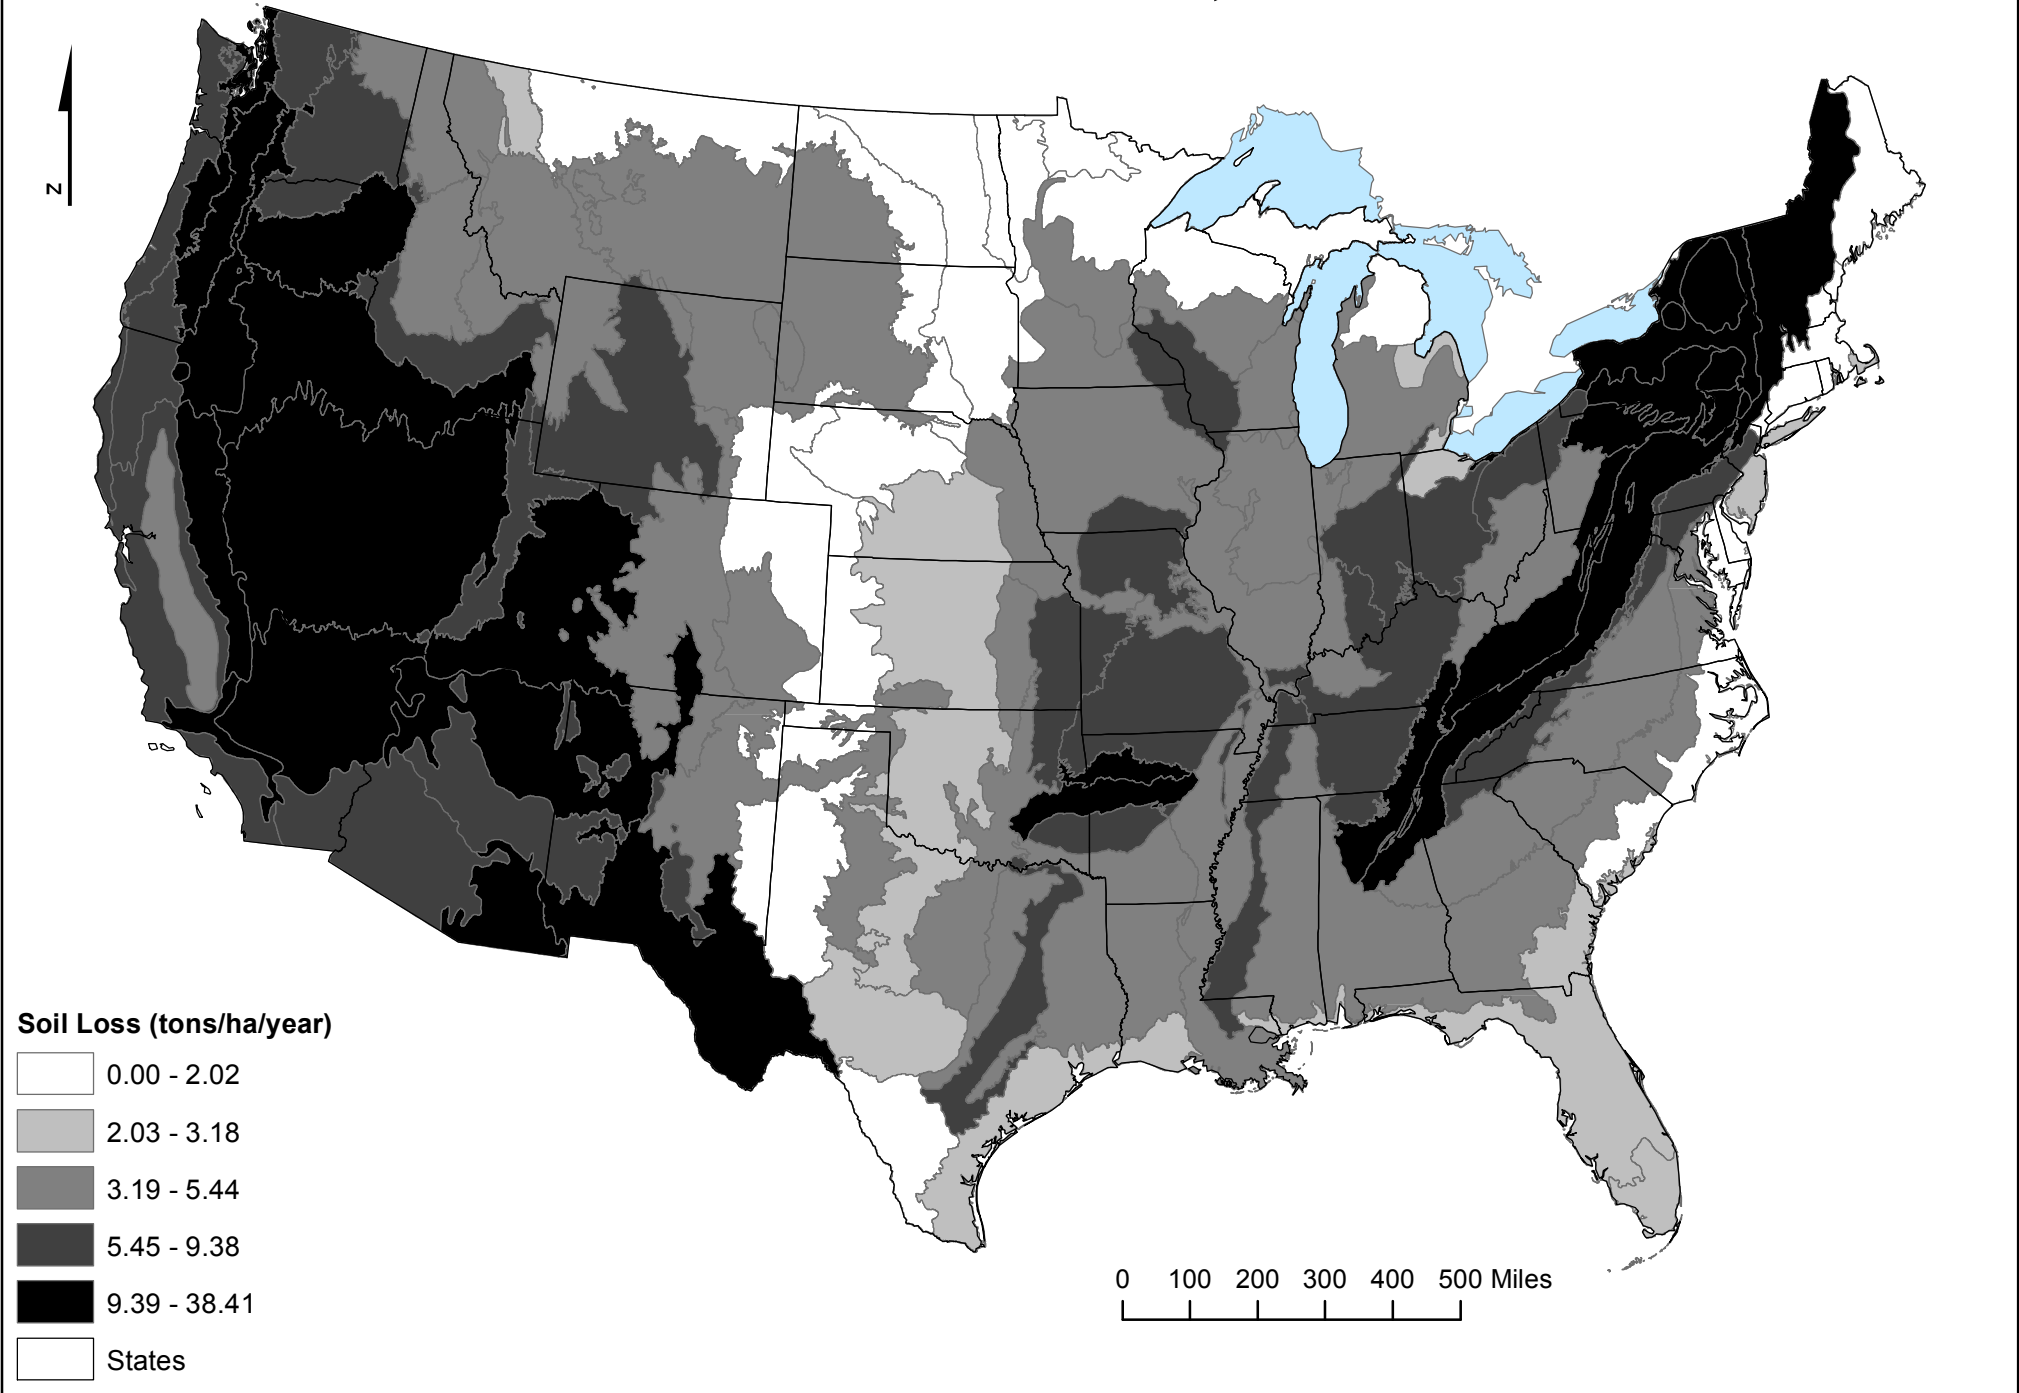 N
Soil Loss (tons/ha/year)
0.00 - 2.02
2.03 - 3.18
3.19 - 5.44
5.45 - 9.38
9.39 - 38.41
States
0 100 200 300 400 500 Miles